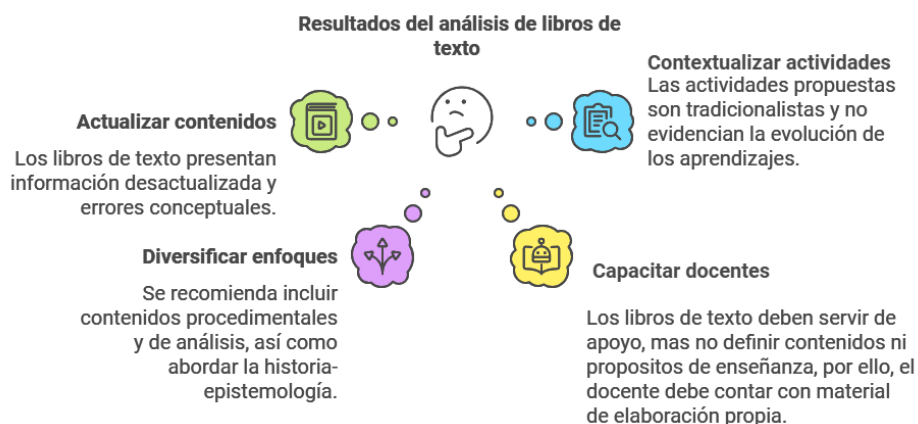 Resultados del análisis de libros de
texto
Actualizar contenidos
Los libros de texto presentan
información desactualizada y
errores conceptuales.
Contextualizar actividades
Las actividades propuestas
son tradicionalistas y no
evidencian la evolución de
los aprendizajes.
Diversificar enfoques
Se recomienda incluir
contenidos procedimentales
y de análisis, así como
abordar la historia-
epistemología.
Capacitar docentes
Los libros de texto deben servir de
apoyo, mas no definir contenidos ni
propositos de enseñanza, por ello, el
docente debe contar con material
de elaboración propia.